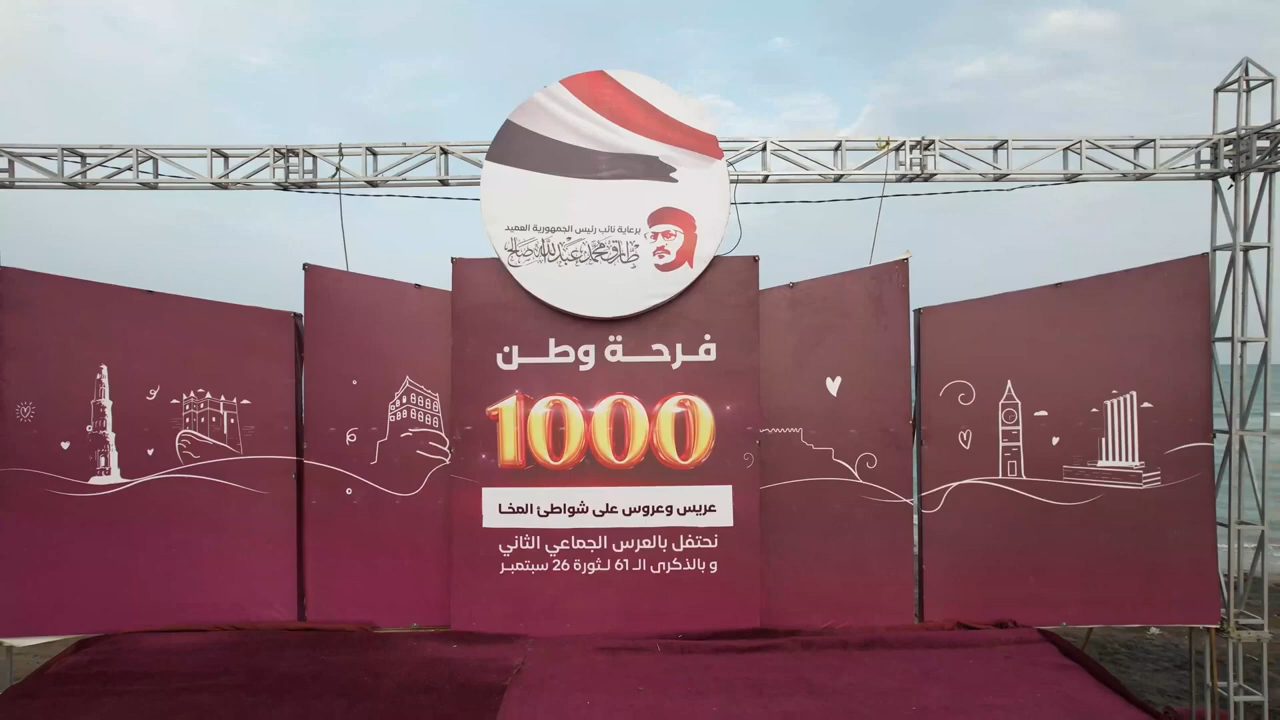 برعاية نائب رئيس الجمهورية العميد
طارق محمد عبدالله صالح
فرحة وطن
1000
عريس وعروس على شواطئ المخا
نحتفل بالعرس الجماعي الثاني
و بالذكرى الـ 61 لثورة 26 سبتمبر